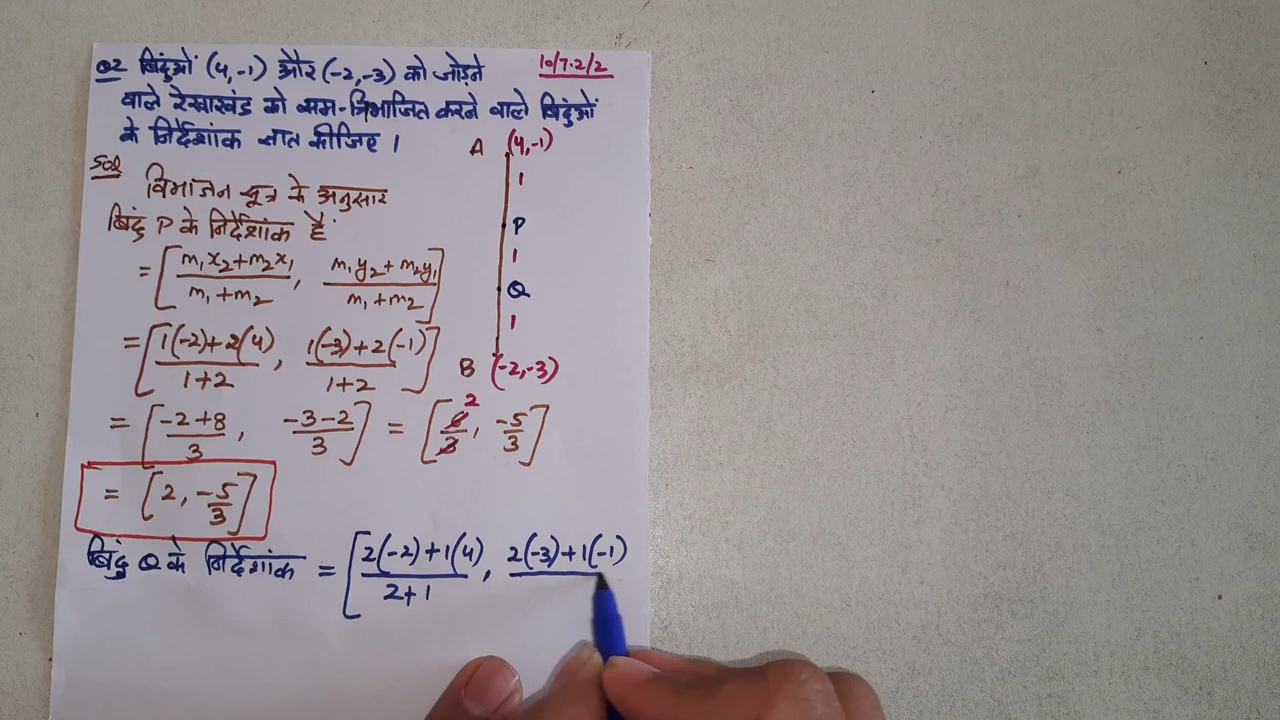 Q2 बिंदुओं (4,-1) और (-2,-3) को जोड़ने
वाले रेखाखंड को सम-त्रिभाजित करने वाले बिंदुओं
के निर्देशांक ज्ञात कीजिए ।
10/7.2/2
Sol
विभाजन सूत्र के अनुसार
बिंदु P के निर्देशांक हैं
= [ (m₁x₂+m₂x₁)/(m₁+m₂), (m₁y₂+m₂y₁)/(m₁+m₂) ]
= [ (1(-2)+2(4))/(1+2), (1(-3)+2(-1))/(1+2) ]
= [ (-2+8)/3, (-3-2)/3 ] = [ 6/3 2, -5/3 ]
= [ 2, -5/3 ]
बिंदु Q के निर्देशांक = [ (2(-2)+1(4))/(2+1), 2(-3)+1(-1)
A (4,-1)
1
P
1
Q
1
B (-2,-3)